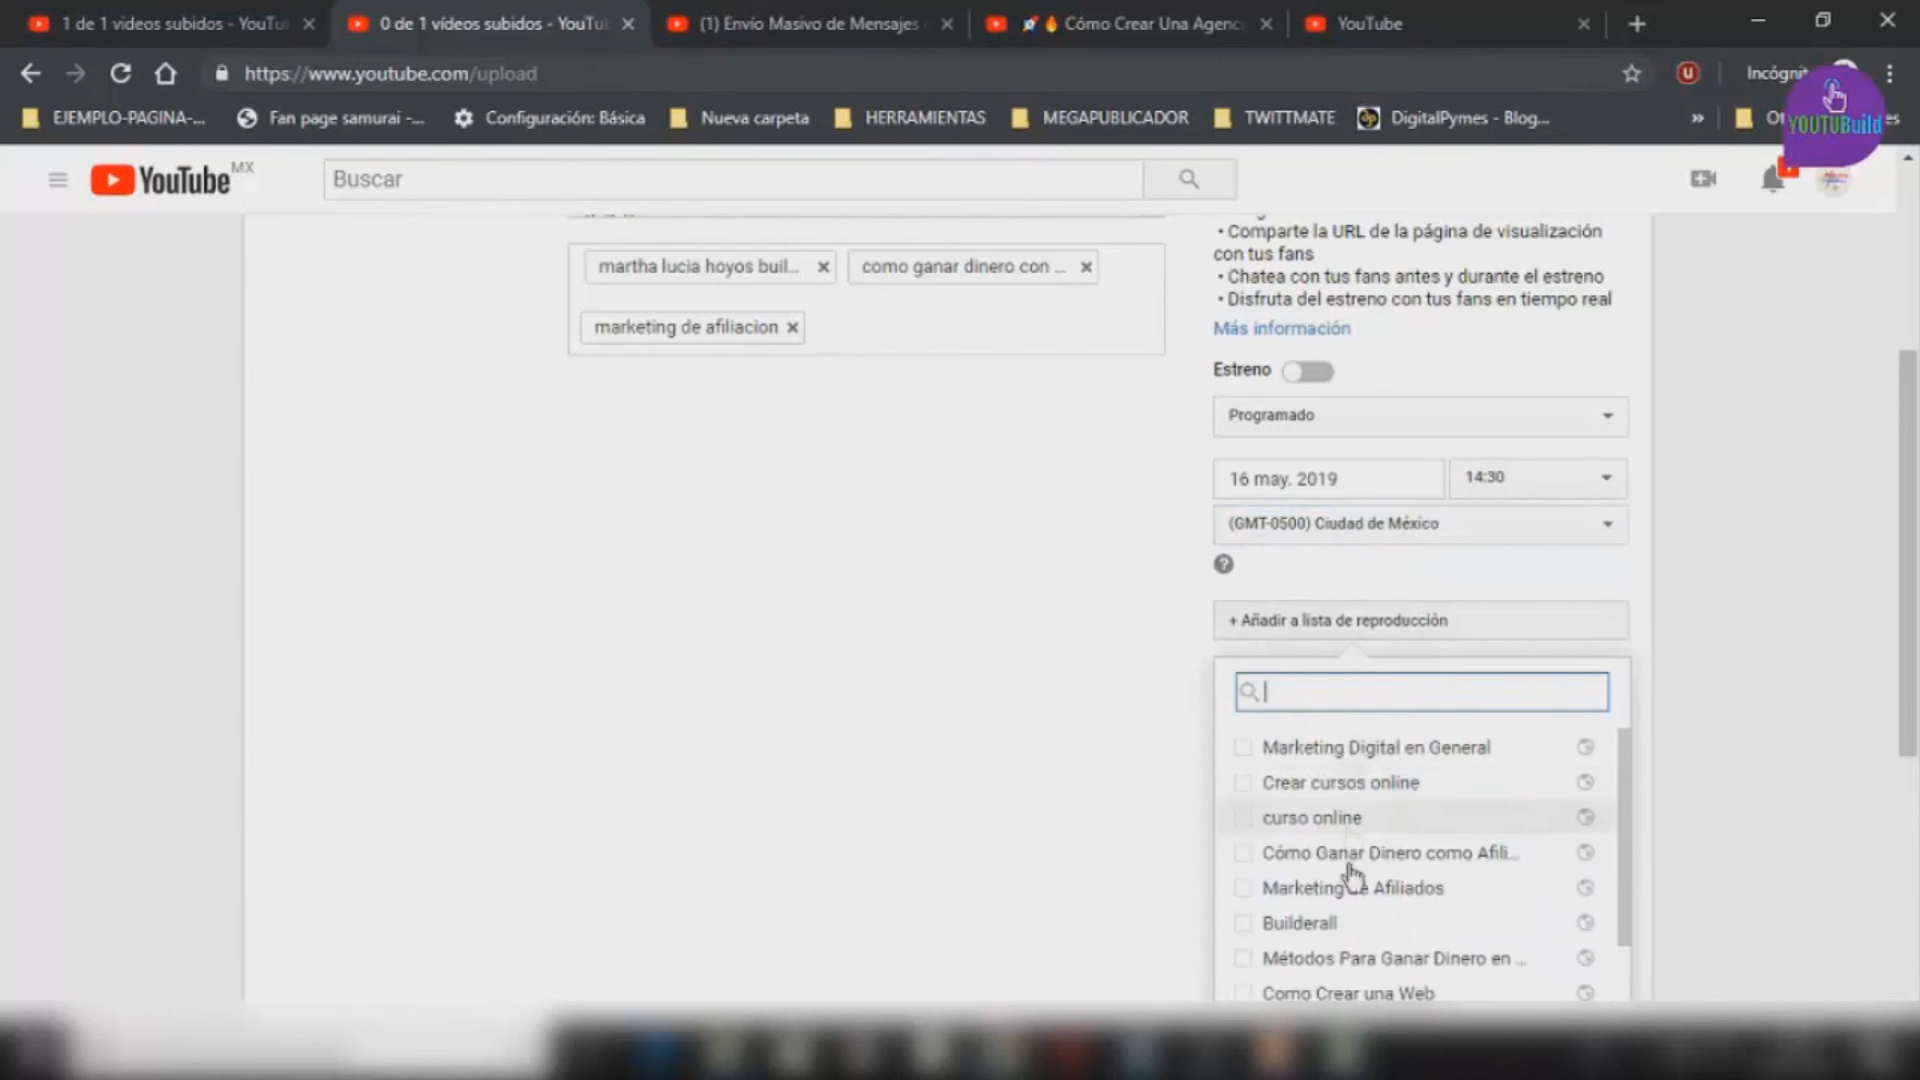 1 de 1 videos subidos - YouTu
0 de 1 vídeos subidos - YouTu
(1) Envío Masivo de Mensajes
Cómo Crear Una Agenc
YouTube
https://www.youtube.com/upload
Incógnit
EJEMPLO-PAGINA-...
Fan page samurai -...
Configuración: Básica
Nueva carpeta
HERRAMIENTAS
MEGAPUBLICADOR
TWITTMATE
DigitalPymes - Blog...
»
YOUTUBuild
YouTube MX
Buscar
• Comparte la URL de la página de visualización
con tus fans
• Chatea con tus fans antes y durante el estreno
• Disfruta del estreno con tus fans en tiempo real
Más información
martha lucia hoyos buil...
como ganar dinero con ...
marketing de afiliacion
Estreno
Programado
16 may. 2019
14:30
(GMT-0500) Ciudad de México
?
+ Añadir a lista de reproducción
Marketing Digital en General
Crear cursos online
curso online
Cómo Ganar Dinero como Afili...
Marketing de Afiliados
Builderall
Métodos Para Ganar Dinero en ...
Como Crear una Web